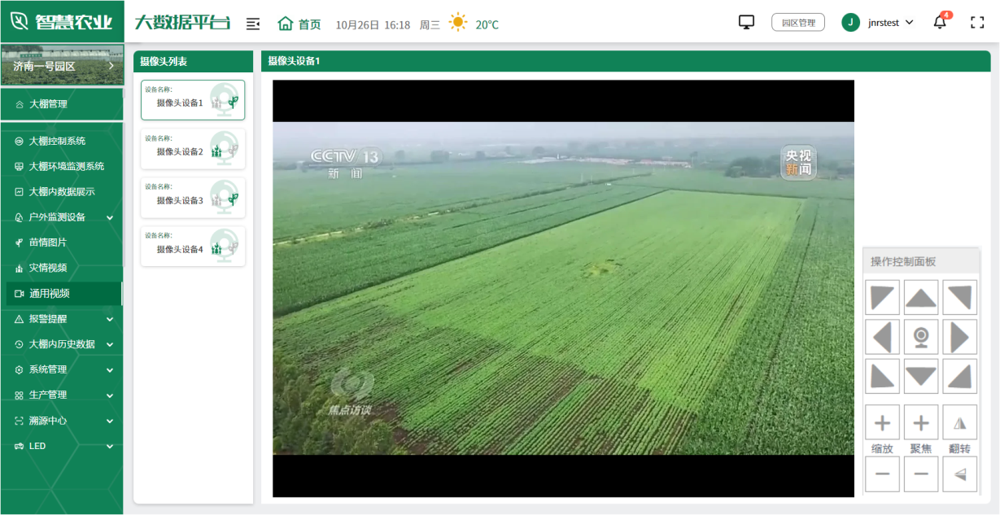 智慧农业
大数据平台
首页
10月26日 16:18 周三
20℃
园区管理
J
jnrstest
4
济南一号园区
大棚管理
大棚控制系统
大棚环境监测系统
大棚内数据展示
户外监测设备
苗情图片
灾情视频
通用视频
报警提醒
大棚内历史数据
系统管理
生产管理
溯源中心
LED
摄像头列表
设备名称:
摄像头设备1
设备名称:
摄像头设备2
设备名称:
摄像头设备3
设备名称:
摄像头设备4
摄像头设备1
CCTV 13
新闻
央视
新闻
焦点访谈
操作控制面板
缩放 聚焦 翻转